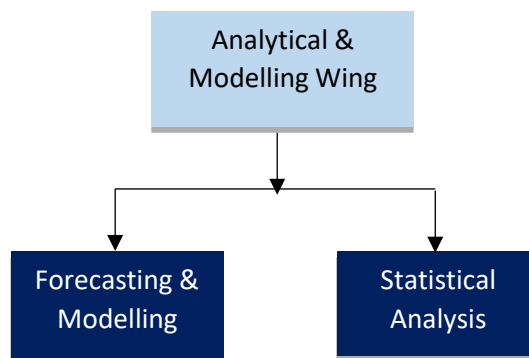 Analytical &
Modelling Wing
Forecasting &
Modelling
Statistical
Analysis